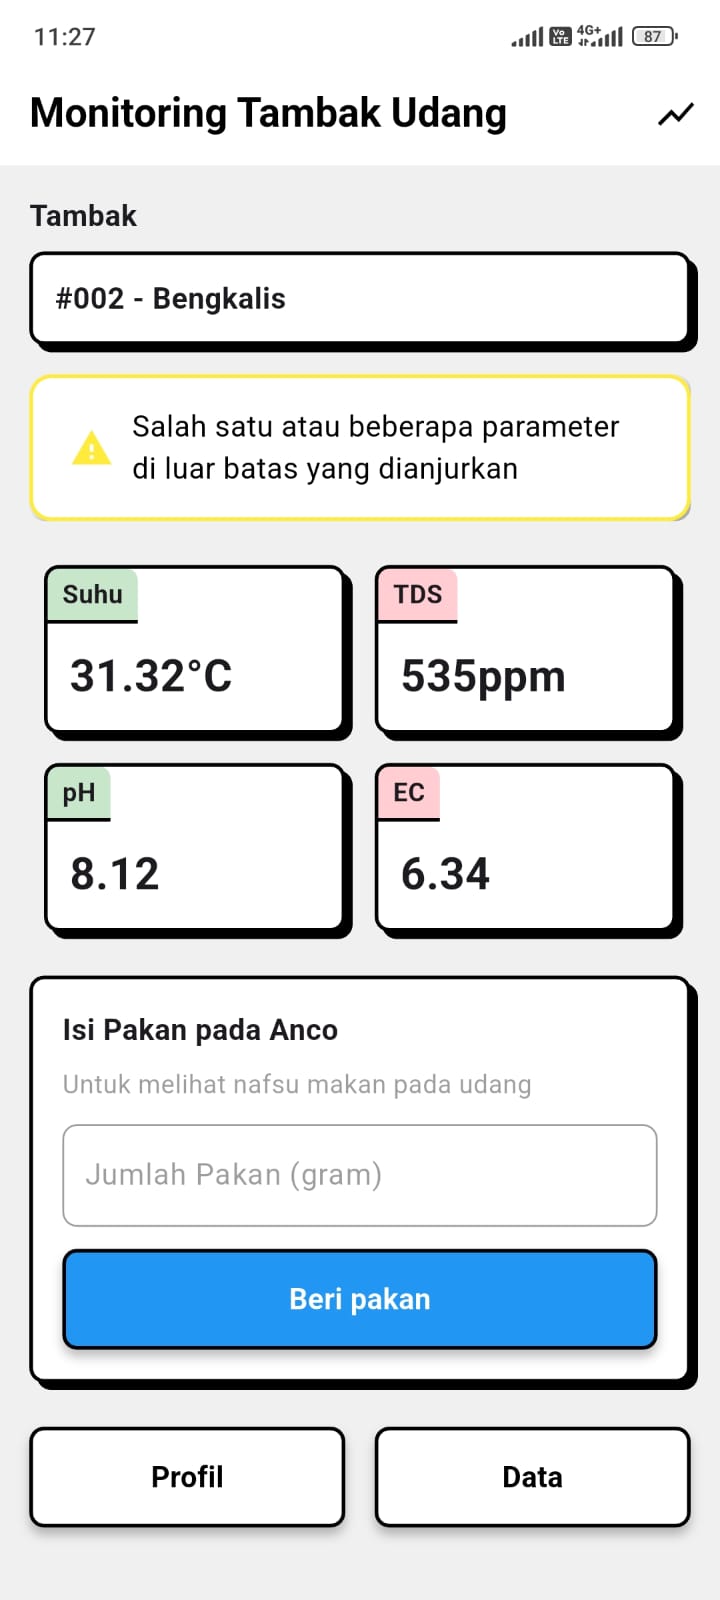 11:27
Vo LTE
4G+
87
Monitoring Tambak Udang
Tambak
#002 - Bengkalis
Salah satu atau beberapa parameter
di luar batas yang dianjurkan
Suhu
TDS
31.32°C
535ppm
pH
EC
8.12
6.34
Isi Pakan pada Anco
Untuk melihat nafsu makan pada udang
Jumlah Pakan (gram)
Beri pakan
Profil
Data